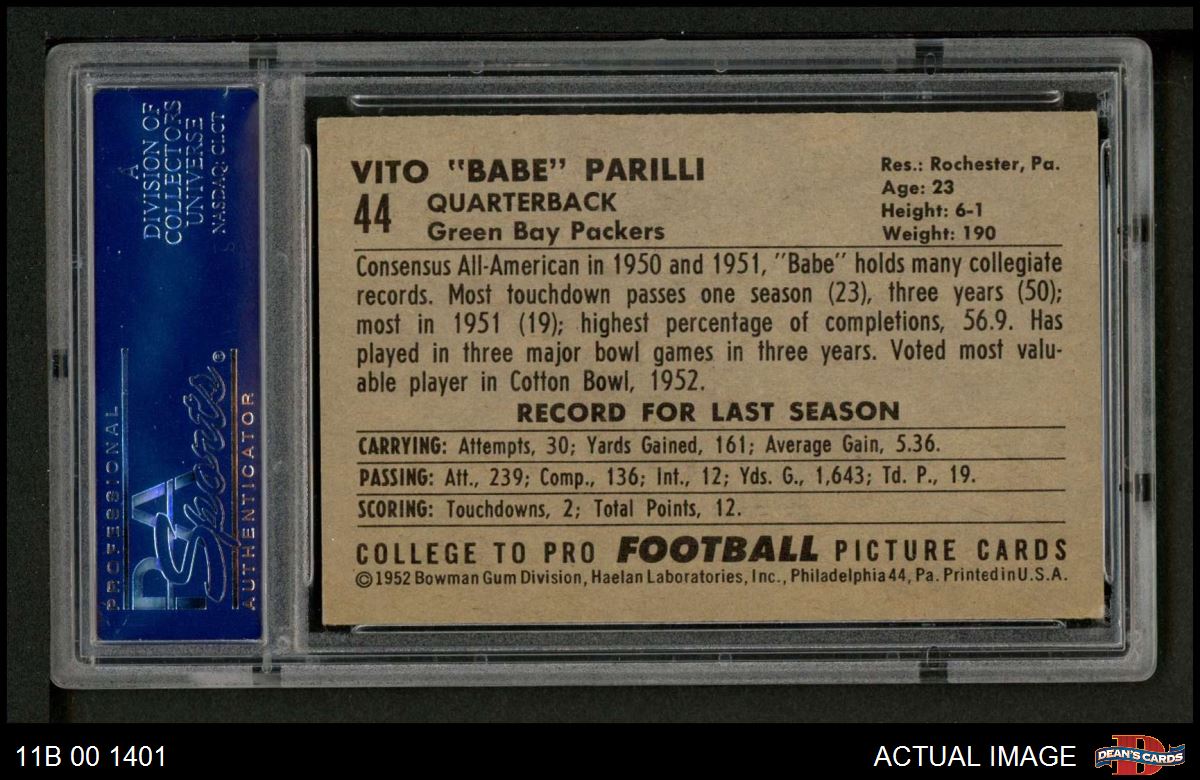 A
DIVISION OF
COLLECTORS
UNIVERSE
NASDAQ: CLCT
PROFESSIONAL
PSA
Sports®
AUTHENTICATOR
VITO "BABE" PARILLI
44
QUARTERBACK
Green Bay Packers
Res.: Rochester, Pa.
Age: 23
Height: 6-1
Weight: 190
Consensus All-American in 1950 and 1951, "Babe" holds many collegiate
records. Most touchdown passes one season (23), three years (50);
most in 1951 (19); highest percentage of completions, 56.9. Has
played in three major bowl games in three years. Voted most valu-
able player in Cotton Bowl, 1952.
RECORD FOR LAST SEASON
CARRYING: Attempts, 30; Yards Gained, 161; Average Gain, 5.36.
PASSING: Att., 239; Comp., 136; Int., 12; Yds. G., 1,643; Td. P., 19.
SCORING: Touchdowns, 2; Total Points, 12.
COLLEGE TO PRO FOOTBALL PICTURE CARDS
©1952 Bowman Gum Division, Haelan Laboratories, Inc., Philadelphia 44, Pa. Printed in U.S.A.
11B 00 1401
ACTUAL IMAGE
D
DEAN'S CARDS